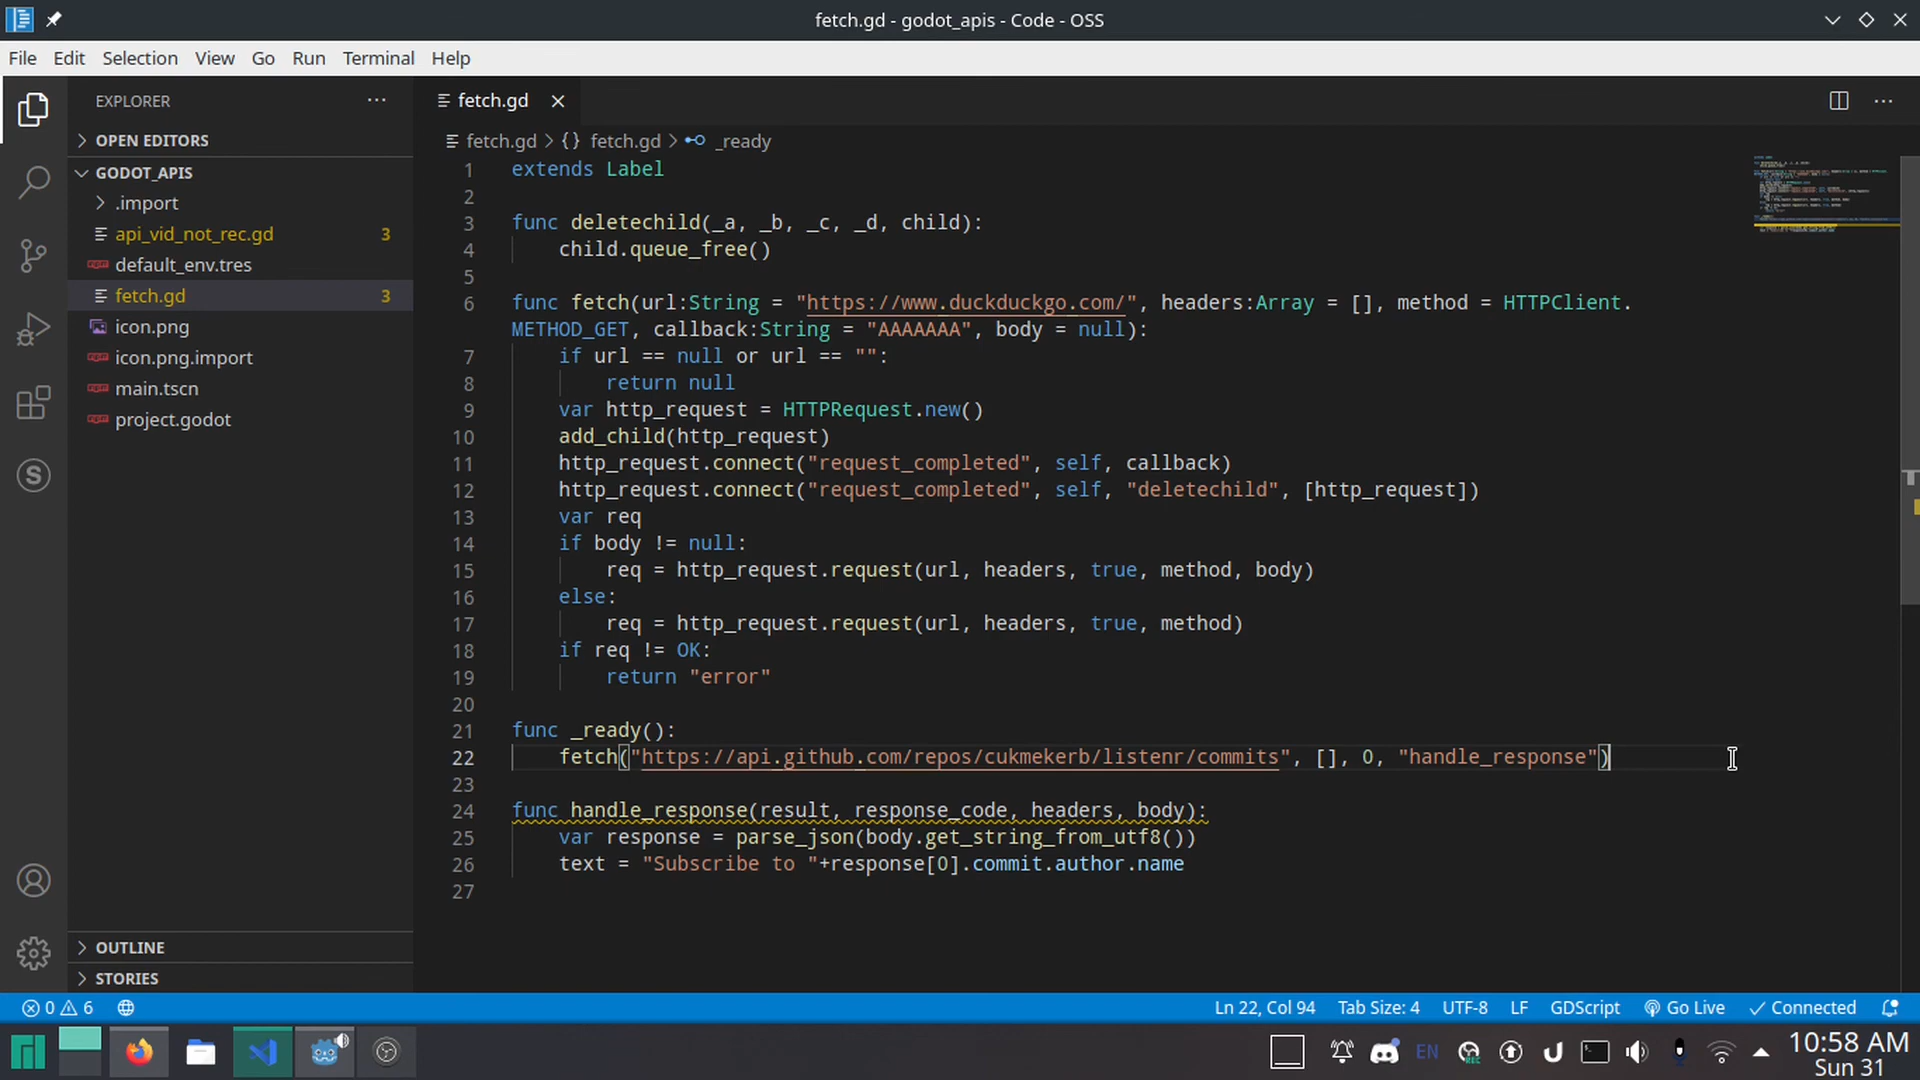 fetch.gd - godot_apis - Code - OSS
File Edit Selection View Go Run Terminal Help
EXPLORER
OPEN EDITORS
GODOT_APIS
.import
api_vid_not_rec.gd 3
default_env.tres
fetch.gd 3
icon.png
icon.png.import
main.tscn
project.godot
OUTLINE
STORIES
fetch.gd
fetch.gd > {} fetch.gd > _ready
1 extends Label
2
3 func deletechild(_a, _b, _c, _d, child):
4 child.queue_free()
5
6 func fetch(url:String = "https://www.duckduckgo.com/", headers:Array = [], method = HTTPClient.
METHOD_GET, callback:String = "AAAAAAA", body = null):
7 if url == null or url == "":
8 return null
9 var http_request = HTTPRequest.new()
10 add_child(http_request)
11 http_request.connect("request_completed", self, callback)
12 http_request.connect("request_completed", self, "deletechild", [http_request])
13 var req
14 if body != null:
15 req = http_request.request(url, headers, true, method, body)
16 else:
17 req = http_request.request(url, headers, true, method)
18 if req != OK:
19 return "error"
20
21 func _ready():
22 fetch("https://api.github.com/repos/cukmekerb/listenr/commits", [], 0, "handle_response")
23
24 func handle_response(result, response_code, headers, body):
25 var response = parse_json(body.get_string_from_utf8())
26 text = "Subscribe to "+response[0].commit.author.name
27
0 6 Ln 22, Col 94 Tab Size: 4 UTF-8 LF GDScript Go Live Connected
EN REC 10:58 AM
Sun 31